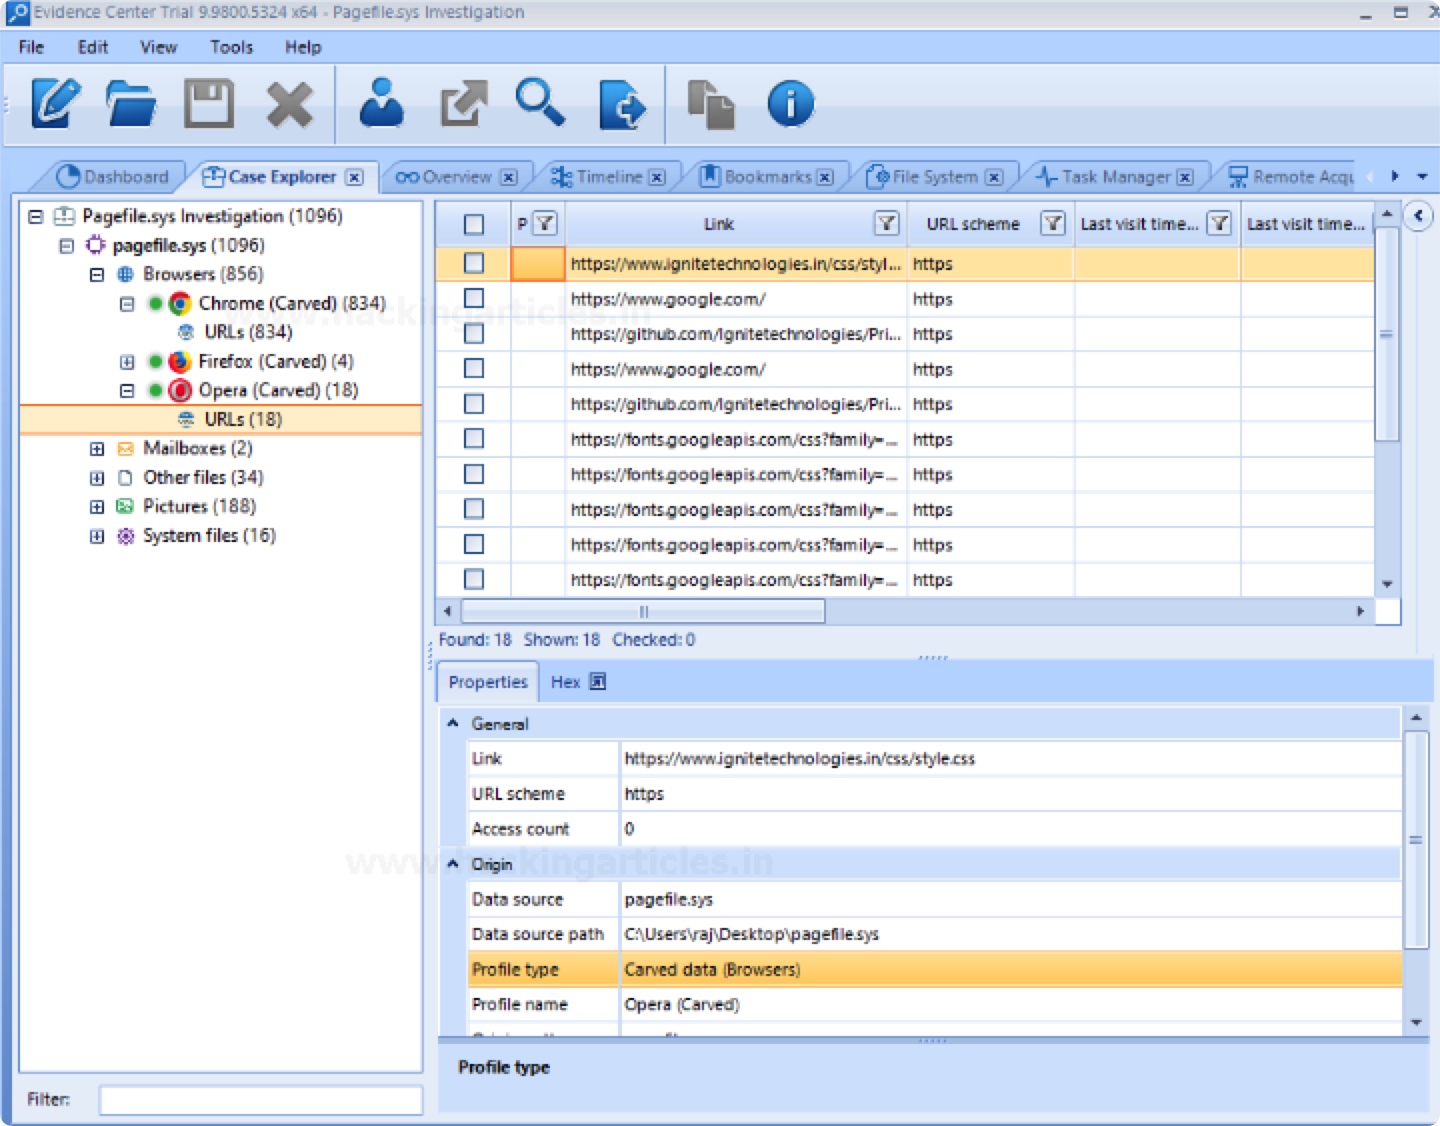 Evidence Center Trial 9.9800.5324 x64 - Pagefile.sys Investigation
File Edit View Tools Help
Dashboard Case Explorer Overview Timeline Bookmarks File System Task Manager Remote Acqu
Pagefile.sys Investigation (1096)
pagefile.sys (1096)
Browsers (856)
Chrome (Carved) (834)
URLs (834)
Firefox (Carved) (4)
Opera (Carved) (18)
URLs (18)
Mailboxes (2)
Other files (34)
Pictures (188)
System files (16)
Filter:
P Link URL scheme Last visit time... Last visit time...
https://www.ignitetechnologies.in/css/styl... https
https://www.google.com/ https
https://github.com/Ignitetechnologies/Pri... https
https://www.google.com/ https
https://github.com/Ignitetechnologies/Pri... https
https://fonts.googleapis.com/css?family=... https
https://fonts.googleapis.com/css?family=... https
https://fonts.googleapis.com/css?family=... https
https://fonts.googleapis.com/css?family=... https
https://fonts.googleapis.com/css?family=... https
Found: 18 Shown: 18 Checked: 0
Properties Hex
General
Link https://www.ignitetechnologies.in/css/style.css
URL scheme https
Access count 0
Origin
Data source pagefile.sys
Data source path C:\Users\raj\Desktop\pagefile.sys
Profile type Carved data (Browsers)
Profile name Opera (Carved)
Profile type
www.hackingarticles.in
www.hackingarticles.in